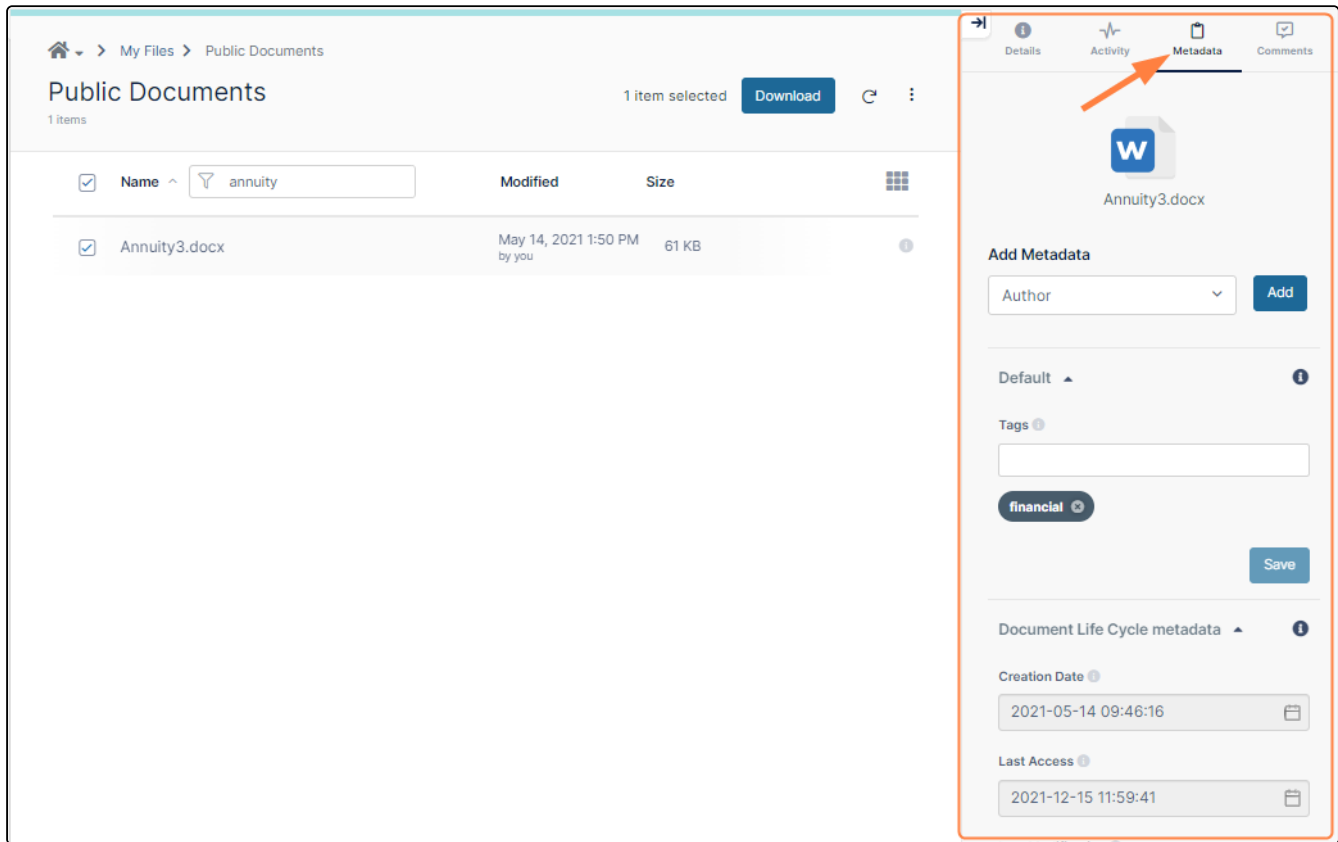 My Files Public Documents
Public Documents
1 items
1 item selected Download
Name annuity Modified Size
Annuity3.docx May 14, 2021 1:50 PM 61 KB
by you
Details Activity Metadata Comments
W
Annuity3.docx
Add Metadata
Author Add
Default
Tags
financial
Save
Document Life Cycle metadata
Creation Date
2021-05-14 09:46:16
Last Access
2021-12-15 11:59:41